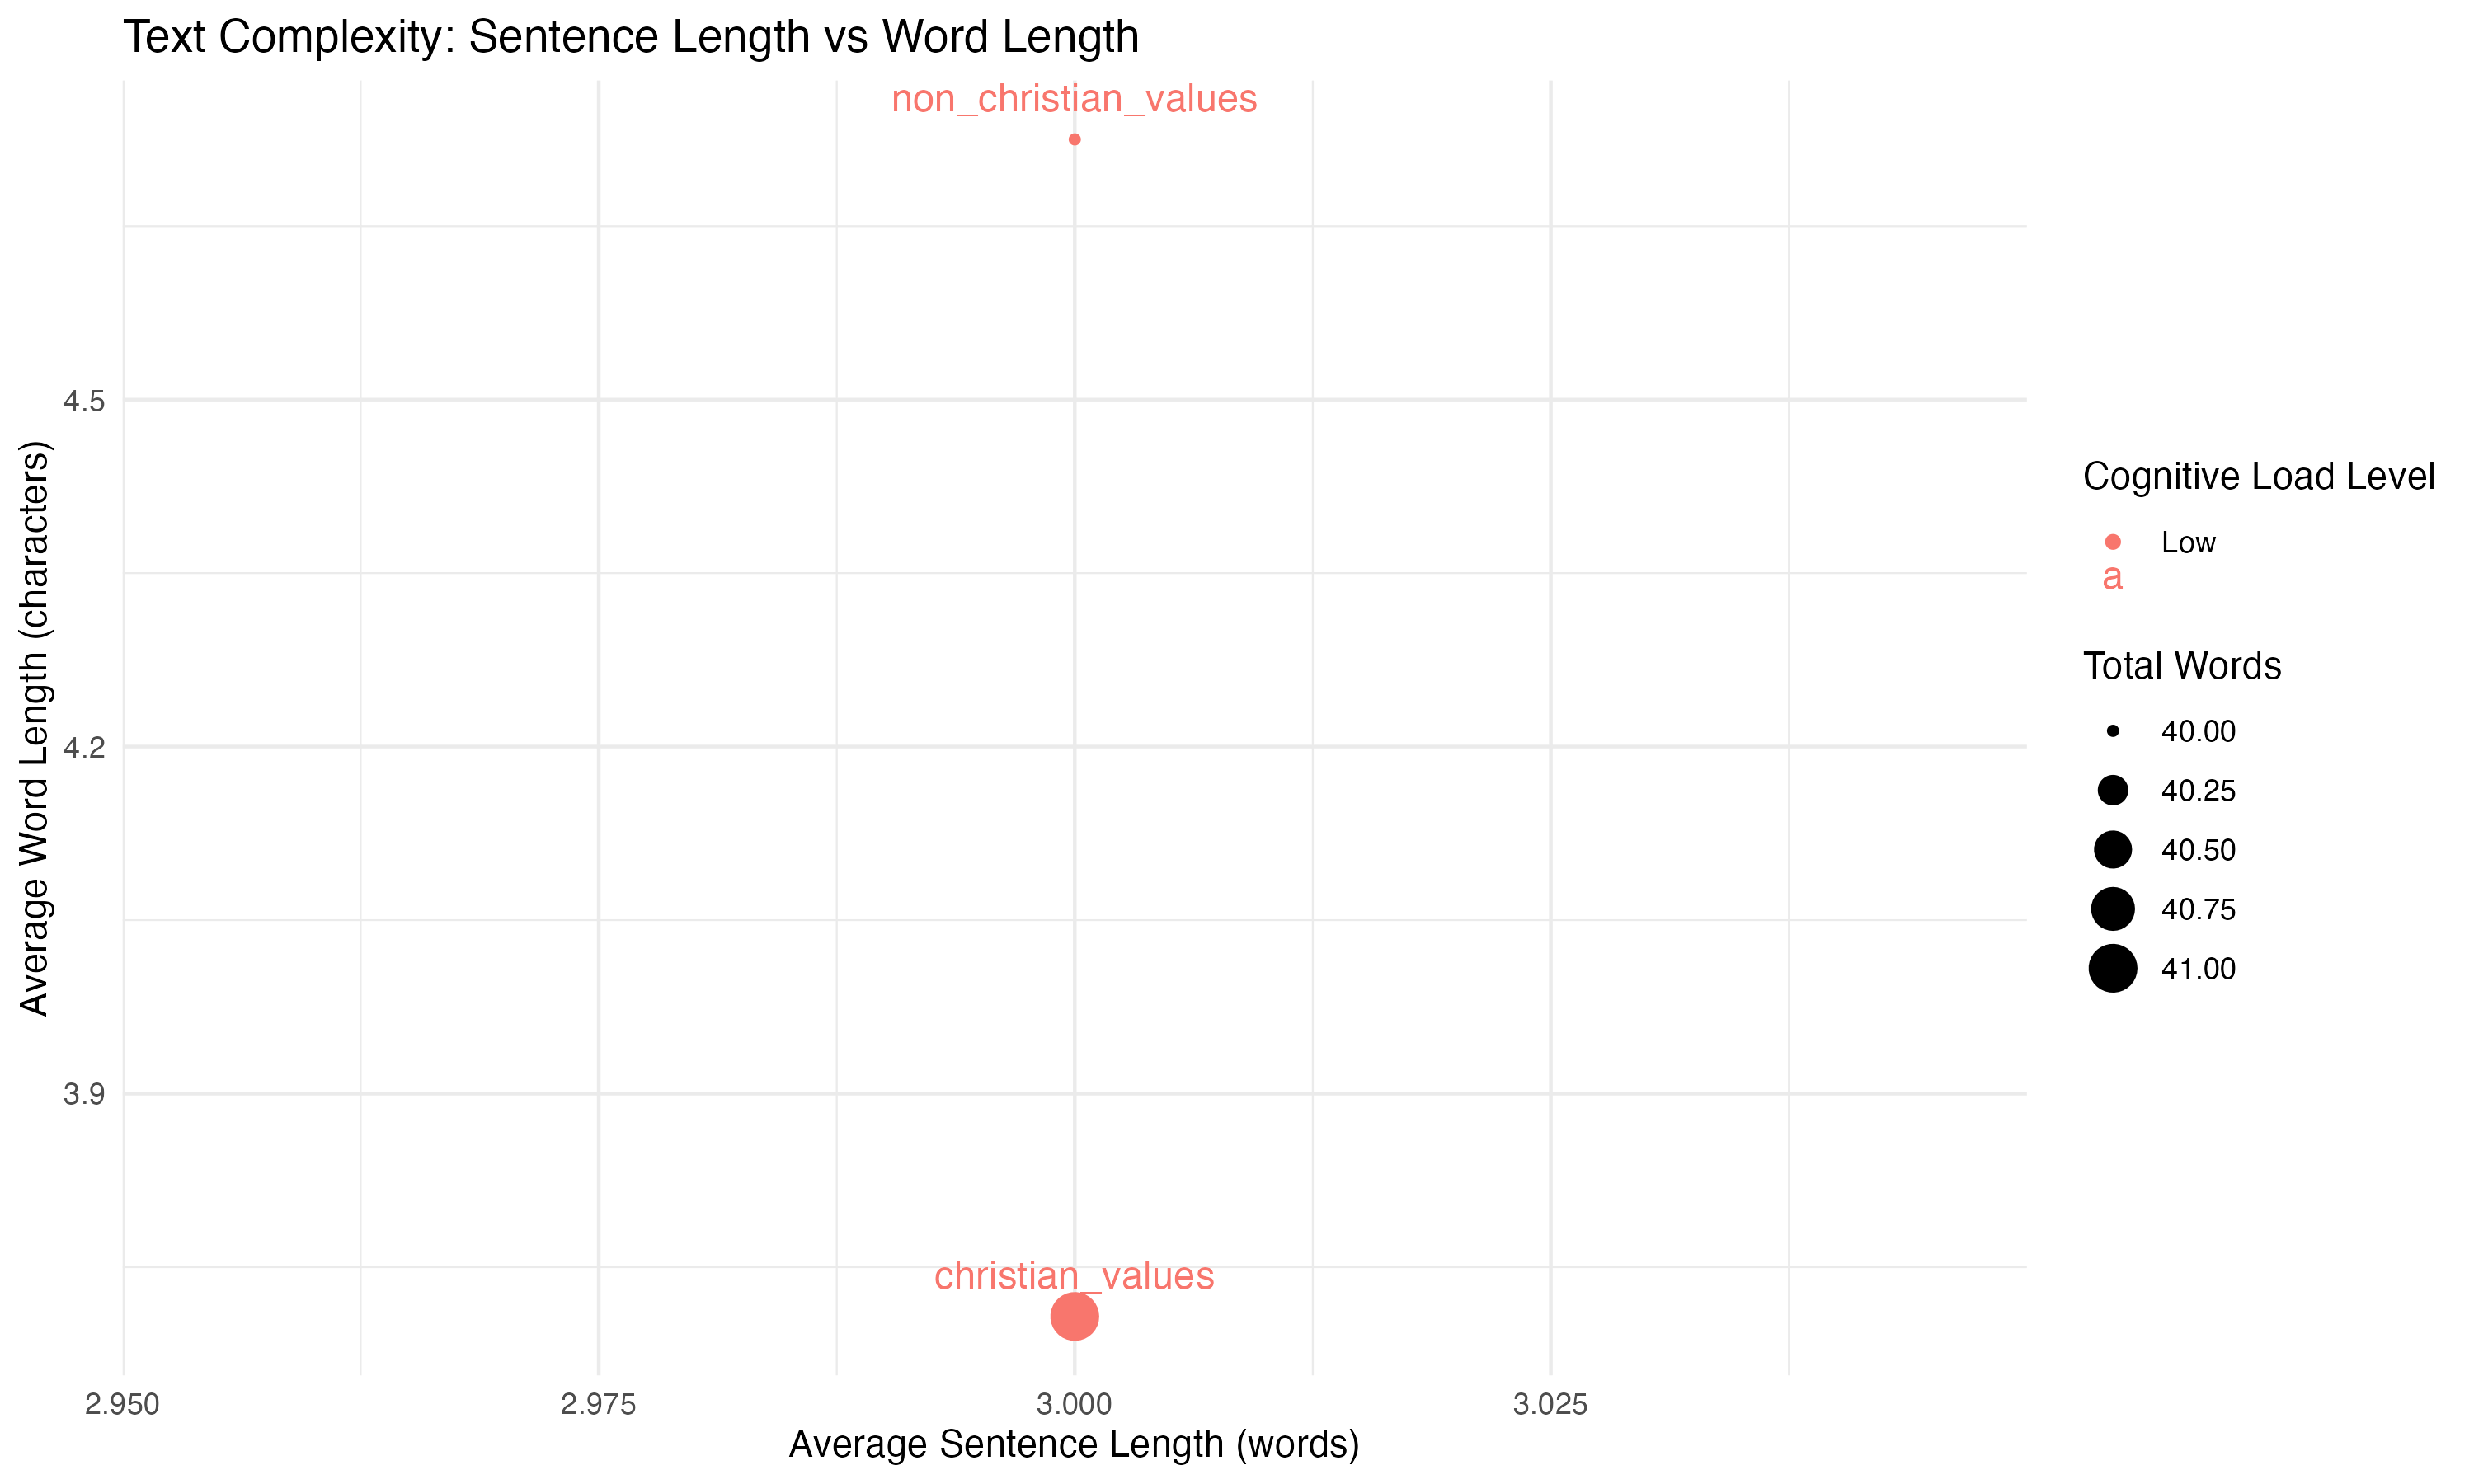 Text Complexity: Sentence Length vs Word Length
non_christian_values
4.5
4.2
3.9
Average Word Length (characters)
christian_values
2.950
2.975
3.000
3.025
Average Sentence Length (words)
Cognitive Load Level
Low
a
Total Words
40.00
40.25
40.50
40.75
41.00